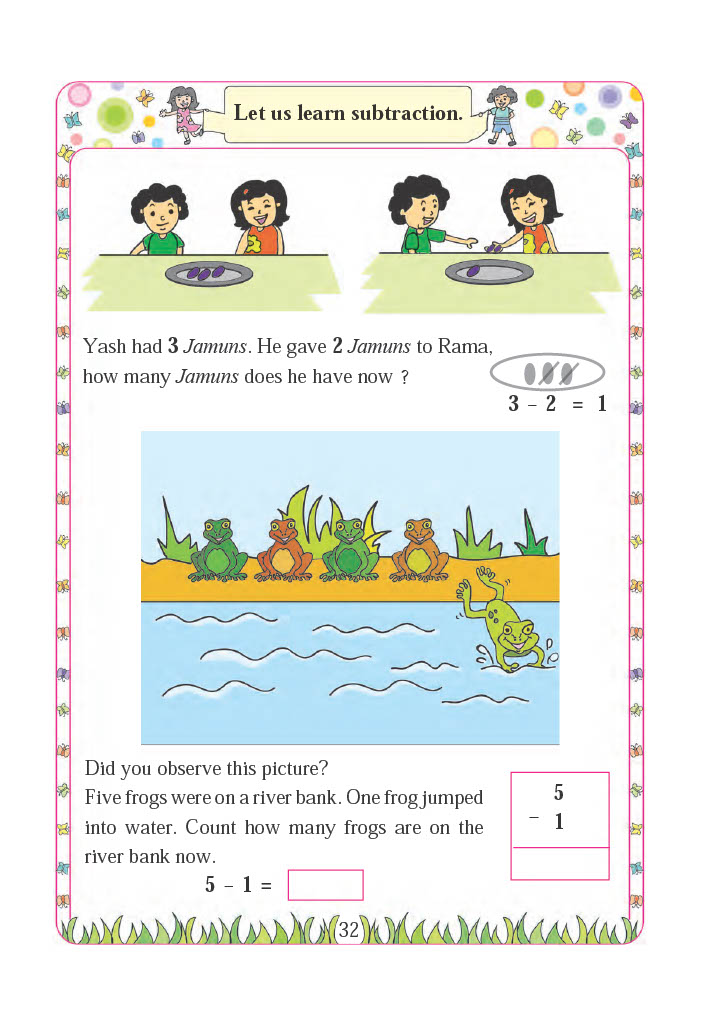 Let us learn subtraction.
Yash had 3 Jamuns. He gave 2 Jamuns to Rama,
how many Jamuns does he have now ?
3 – 2 = 1
Did you observe this picture?
Five frogs were on a river bank. One frog jumped
into water. Count how many frogs are on the
river bank now.
5 – 1 =
5
– 1
32